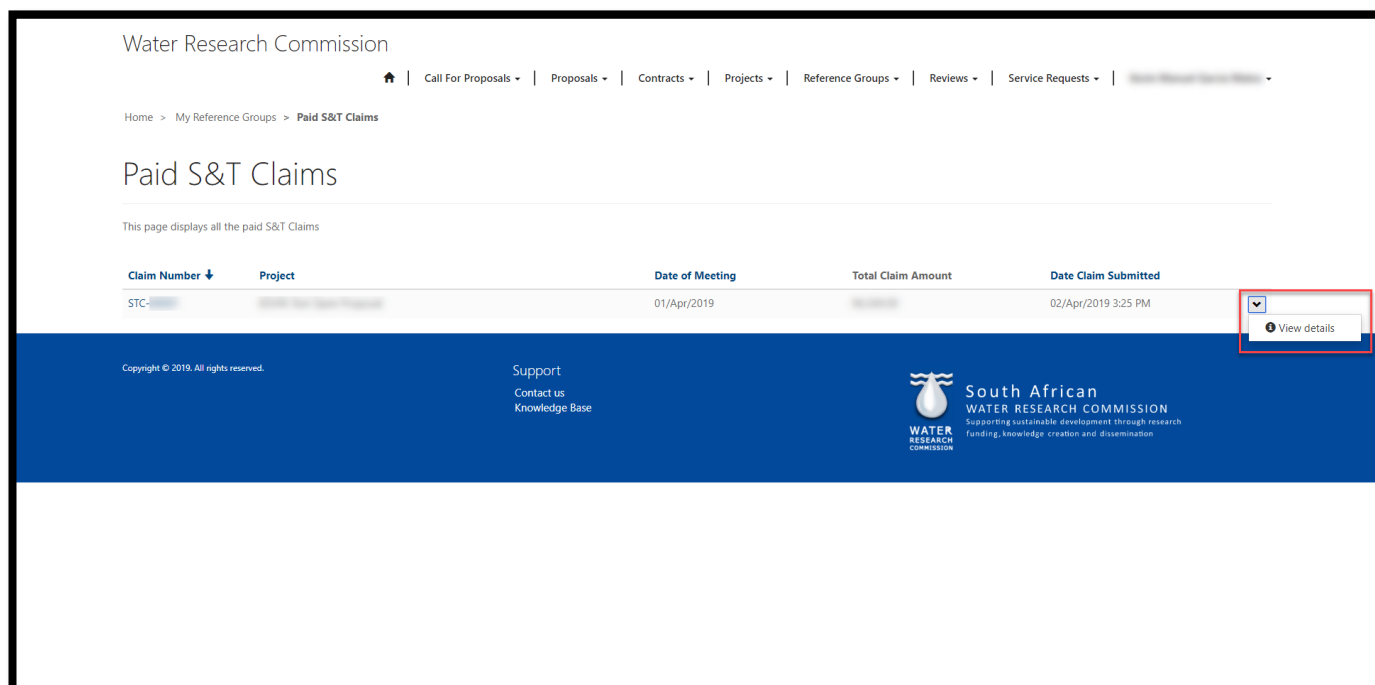 Water Research Commission
Call For Proposals Proposals Contracts Projects Reference Groups Reviews Service Requests
Home > My Reference Groups > Paid S&T Claims
Paid S&T Claims
This page displays all the paid S&T Claims
Claim Number Project Date of Meeting Total Claim Amount Date Claim Submitted
STC- 01/Apr/2019 02/Apr/2019 3:25 PM
View details
Copyright © 2019. All rights reserved.
Support
Contact us
Knowledge Base
WATER
RESEARCH
COMMISSION
South African
WATER RESEARCH COMMISSION
Supporting sustainable development through research
funding, knowledge creation and dissemination